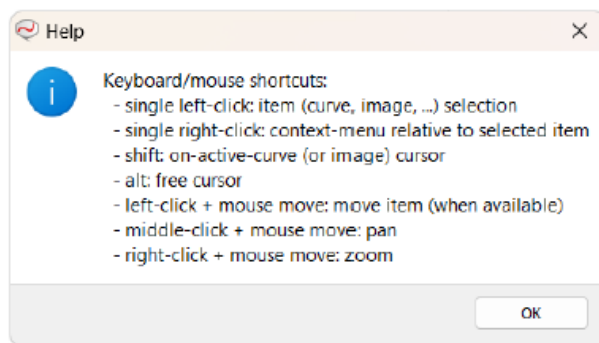 Help
Keyboard/mouse shortcuts:
- single left-click: item (curve, image, ...) selection
- single right-click: context-menu relative to selected item
- shift: on-active-curve (or image) cursor
- alt: free cursor
- left-click + mouse move: move item (when available)
- middle-click + mouse move: pan
- right-click + mouse move: zoom
OK